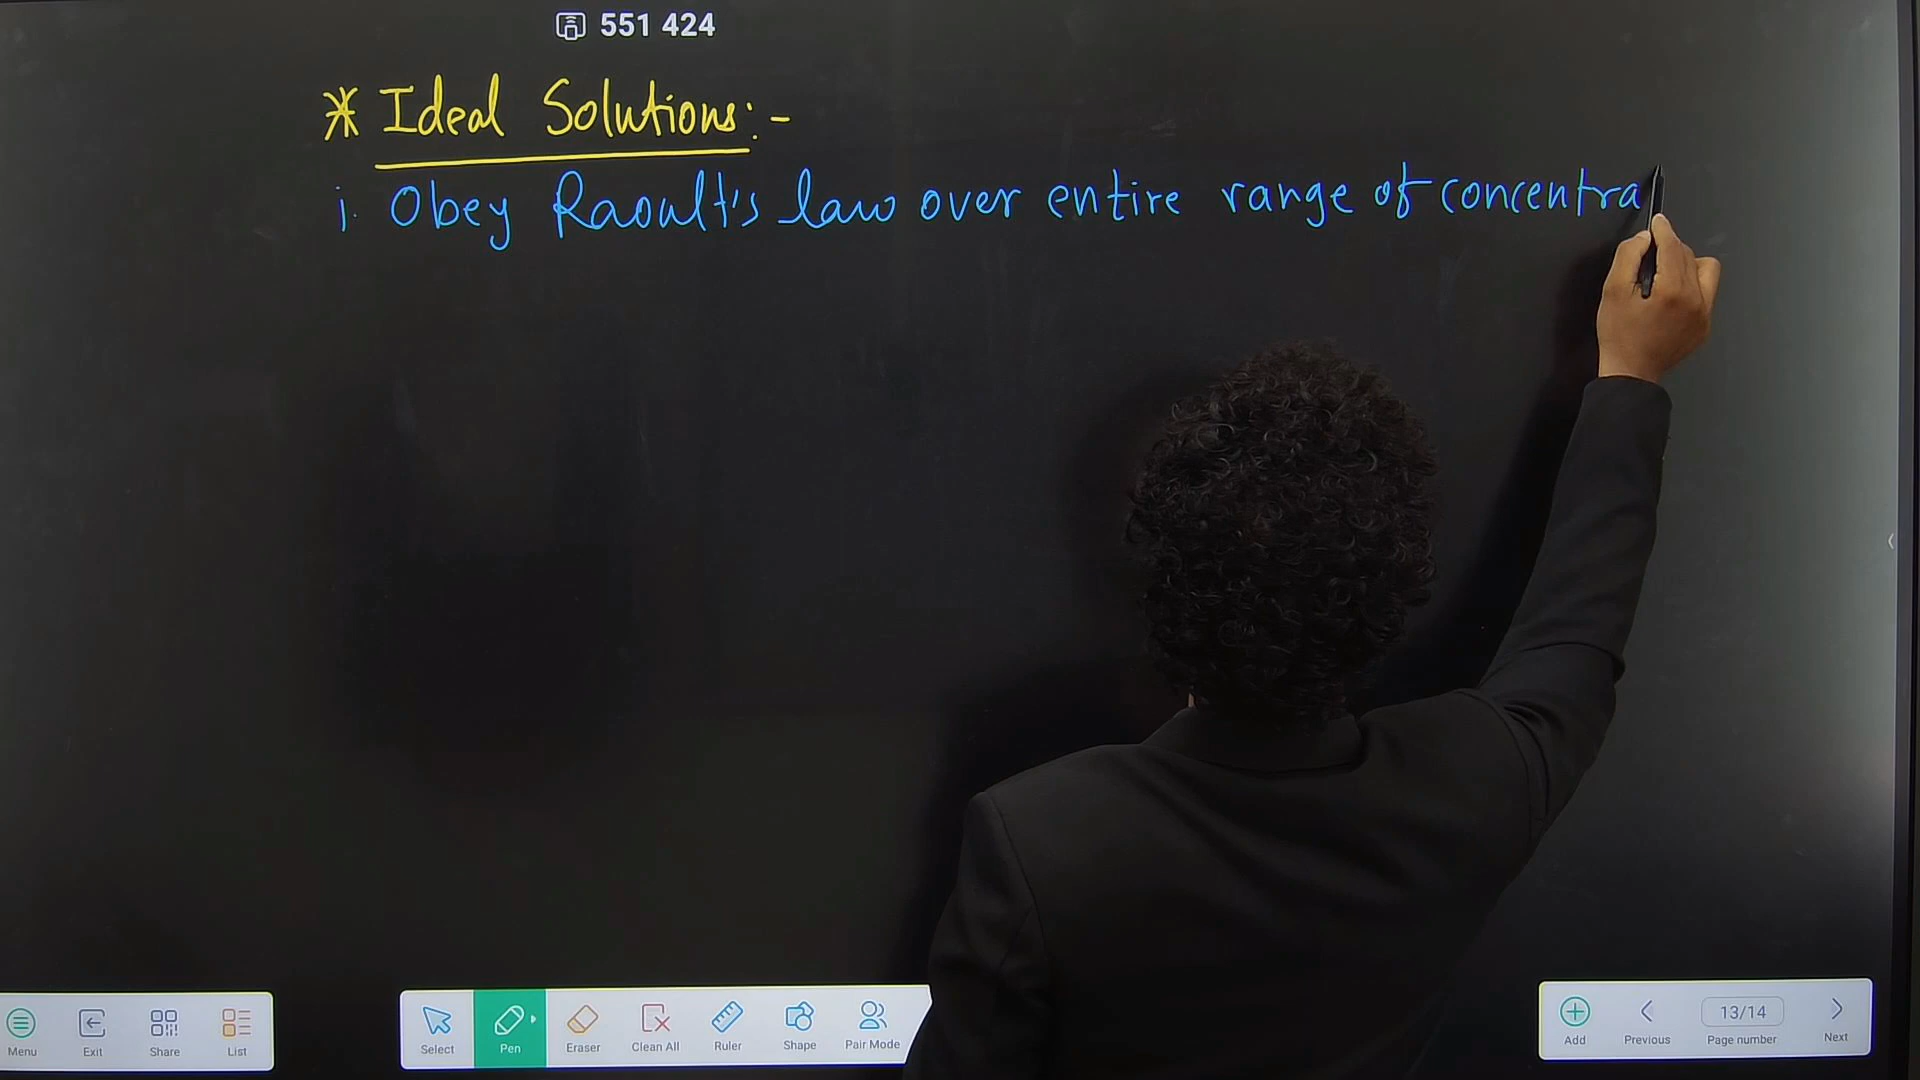 551 424
* Ideal Solutions:-
i. Obey Raoult's law over entire range of concentra
Menu Exit Share List
Select Pen Eraser Clean All Ruler Shape Pair Mode
Add Previous 13/14 Page number Next